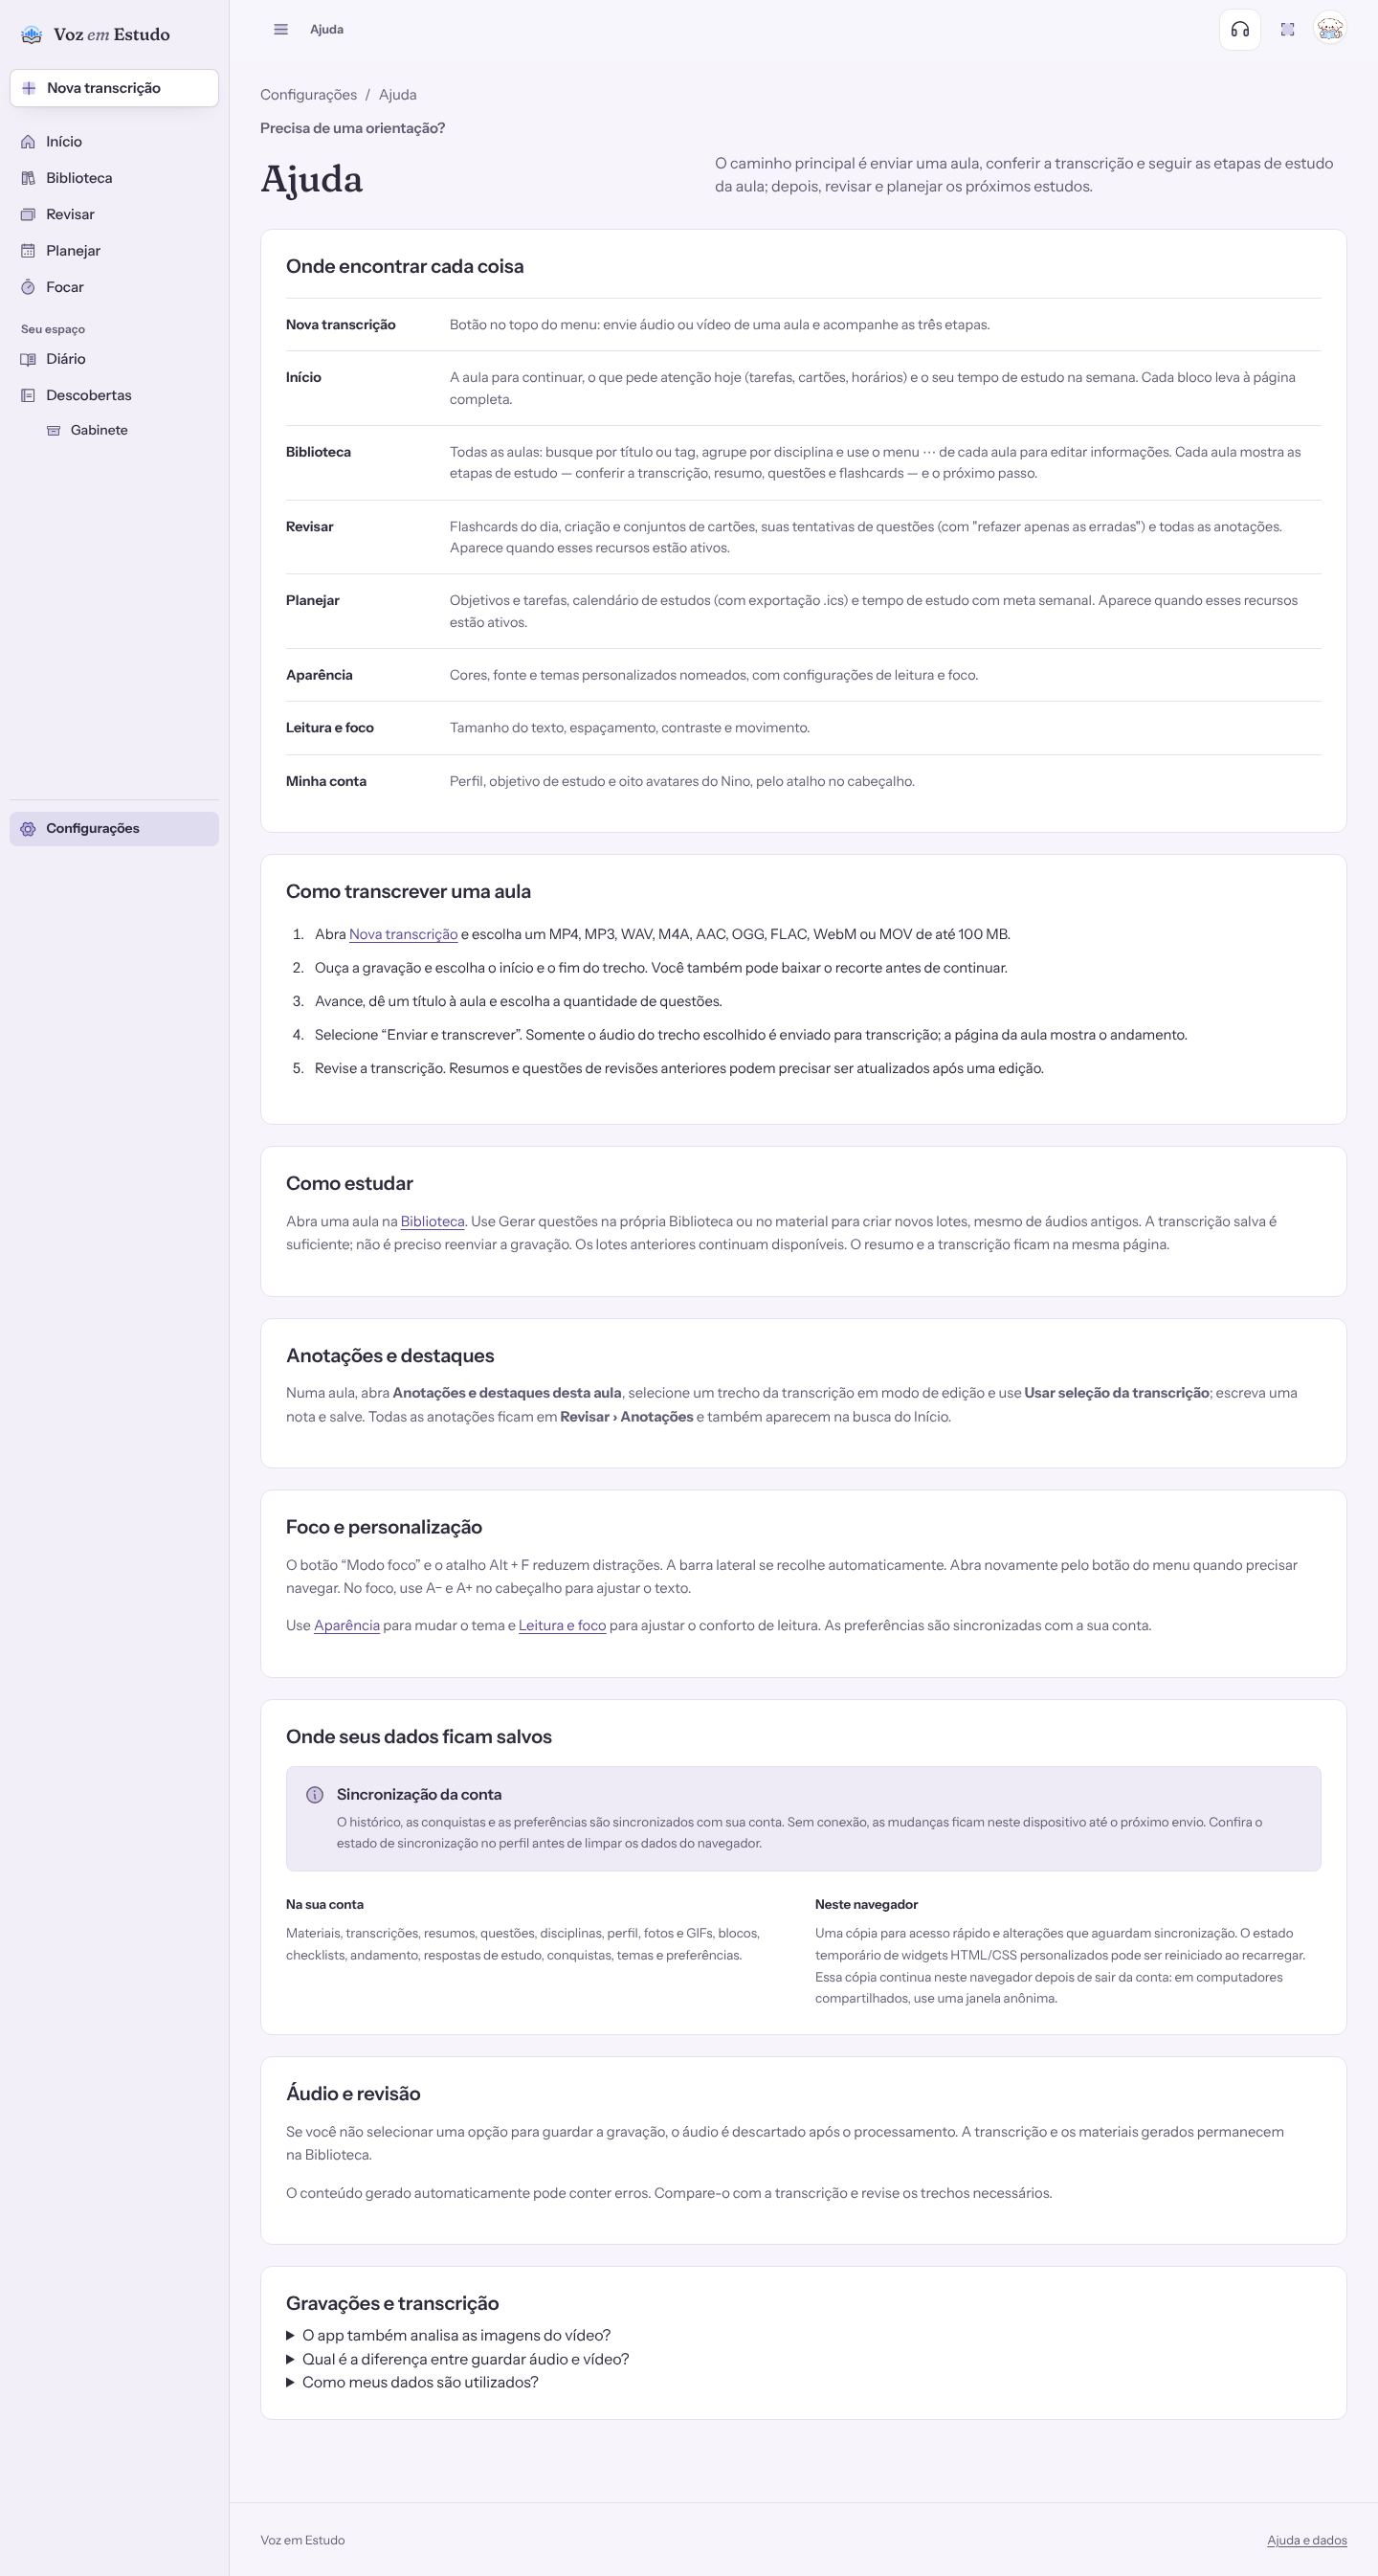 Voz em Estudo
Nova transcrição
Início
Biblioteca
Revisar
Planejar
Focar
Seu espaço
Diário
Descobertas
Gabinete
Configurações
Ajuda
Configurações / Ajuda
Precisa de uma orientação?
Ajuda
O caminho principal é enviar uma aula, conferir a transcrição e seguir as etapas de estudo
da aula; depois, revisar e planejar os próximos estudos.
Onde encontrar cada coisa
Nova transcrição
Botão no topo do menu: envie áudio ou vídeo de uma aula e acompanhe as três etapas.
Início
A aula para continuar, o que pede atenção hoje (tarefas, cartões, horários) e o seu tempo de estudo na semana. Cada bloco leva à página
completa.
Biblioteca
Todas as aulas: busque por título ou tag, agrupe por disciplina e use o menu ··· de cada aula para editar informações. Cada aula mostra as
etapas de estudo — conferir a transcrição, resumo, questões e flashcards — e o próximo passo.
Revisar
Flashcards do dia, criação e conjuntos de cartões, suas tentativas de questões (com "refazer apenas as erradas") e todas as anotações.
Aparece quando esses recursos estão ativos.
Planejar
Objetivos e tarefas, calendário de estudos (com exportação .ics) e tempo de estudo com meta semanal. Aparece quando esses recursos
estão ativos.
Aparência
Cores, fonte e temas personalizados nomeados, com configurações de leitura e foco.
Leitura e foco
Tamanho do texto, espaçamento, contraste e movimento.
Minha conta
Perfil, objetivo de estudo e oito avatares do Nino, pelo atalho no cabeçalho.
Como transcrever uma aula
1. Abra Nova transcrição e escolha um MP4, MP3, WAV, M4A, AAC, OGG, FLAC, WebM ou MOV de até 100 MB.
2. Ouça a gravação e escolha o início e o fim do trecho. Você também pode baixar o recorte antes de continuar.
3. Avance, dê um título à aula e escolha a quantidade de questões.
4. Selecione “Enviar e transcrever”. Somente o áudio do trecho escolhido é enviado para transcrição; a página da aula mostra o andamento.
5. Revise a transcrição. Resumos e questões de revisões anteriores podem precisar ser atualizados após uma edição.
Como estudar
Abra uma aula na Biblioteca. Use Gerar questões na própria Biblioteca ou no material para criar novos lotes, mesmo de áudios antigos. A transcrição salva é
suficiente; não é preciso reenviar a gravação. Os lotes anteriores continuam disponíveis. O resumo e a transcrição ficam na mesma página.
Anotações e destaques
Numa aula, abra Anotações e destaques desta aula, selecione um trecho da transcrição em modo de edição e use Usar seleção da transcrição; escreva uma
nota e salve. Todas as anotações ficam em Revisar › Anotações e também aparecem na busca do Início.
Foco e personalização
O botão “Modo foco” e o atalho Alt + F reduzem distrações. A barra lateral se recolhe automaticamente. Abra novamente pelo botão do menu quando precisar
navegar. No foco, use A− e A+ no cabeçalho para ajustar o texto.
Use Aparência para mudar o tema e Leitura e foco para ajustar o conforto de leitura. As preferências são sincronizadas com a sua conta.
Onde seus dados ficam salvos
Sincronização da conta
O histórico, as conquistas e as preferências são sincronizados com sua conta. Sem conexão, as mudanças ficam neste dispositivo até o próximo envio. Confira o
estado de sincronização no perfil antes de limpar os dados do navegador.
Na sua conta
Materiais, transcrições, resumos, questões, disciplinas, perfil, fotos e GIFs, blocos,
checklists, andamento, respostas de estudo, conquistas, temas e preferências.
Neste navegador
Uma cópia para acesso rápido e alterações que aguardam sincronização. O estado
temporário de widgets HTML/CSS personalizados pode ser reiniciado ao recarregar.
Essa cópia continua neste navegador depois de sair da conta: em computadores
compartilhados, use uma janela anônima.
Áudio e revisão
Se você não selecionar uma opção para guardar a gravação, o áudio é descartado após o processamento. A transcrição e os materiais gerados permanecem
na Biblioteca.
O conteúdo gerado automaticamente pode conter erros. Compare-o com a transcrição e revise os trechos necessários.
Gravações e transcrição
O app também analisa as imagens do vídeo?
Qual é a diferença entre guardar áudio e vídeo?
Como meus dados são utilizados?
Voz em Estudo
Ajuda e dados